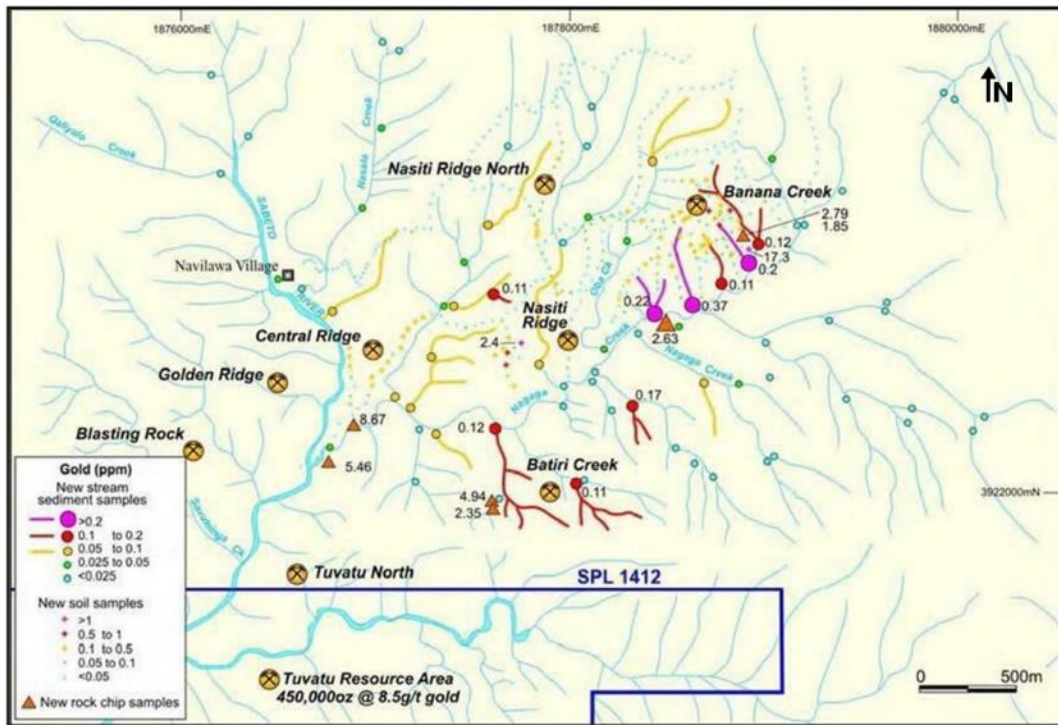 1876000mE
1878000mE
1880000mE
N
Qaliyalo Creek
Nasala Creek
SABETO
RIVER
Nasiti Ridge North
Banana Creek
2.79
1.85
0.12
17.3
0.2
0.11
0.37
0.22
2.63
Navilawa Village
0.11
Nasiti
Ridge
Central Ridge
2.4
Creek
Nagaga
Nagaga Creek
Golden Ridge
0.17
8.67
0.12
Blasting Rock
5.46
Batiri Creek
4.94
2.35
0.11
3922000mN
Tuvatu North
SPL 1412
Tuvatu Resource Area
450,000oz @ 8.5g/t gold
0
500m
Gold (ppm)
New stream
sediment samples
>0.2
0.1 to 0.2
0.05 to 0.1
0.025 to 0.05
<0.025
New soil samples
>1
0.5 to 1
0.1 to 0.5
0.05 to 0.1
<0.05
New rock chip samples